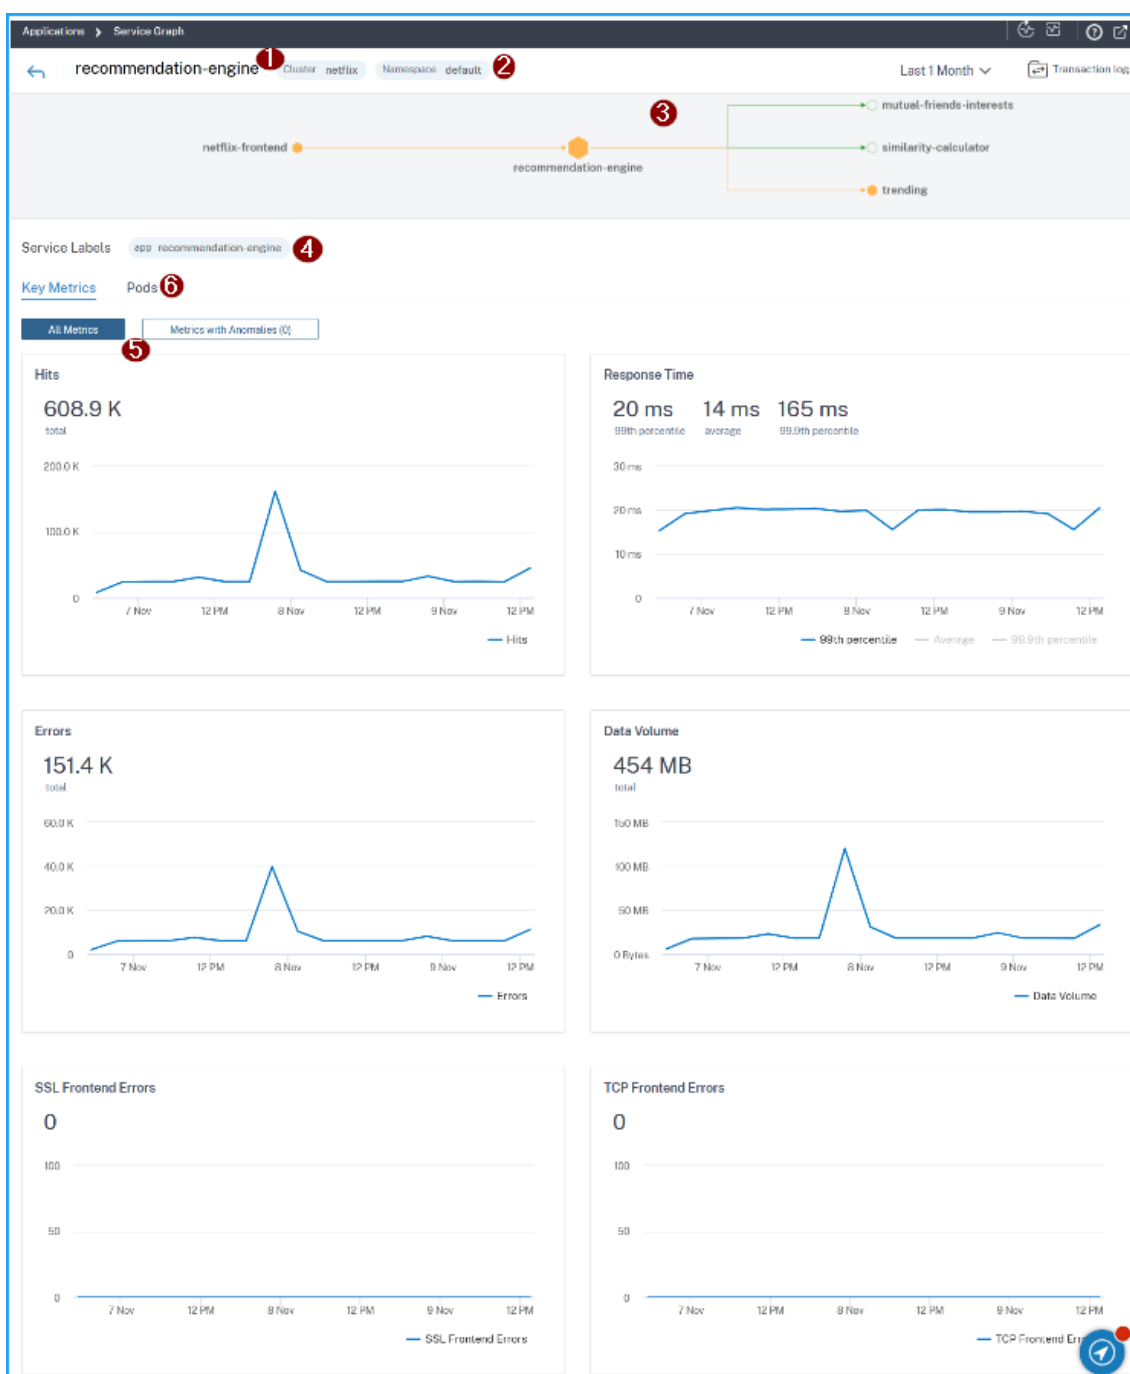 Applications > Service Graph
recommendation-engine 1 Cluster netflix Namespace default 2 Last 1 Month Transaction log
3
mutual-friends-interests
netflix-frontend
similarity-calculator
recommendation-engine
trending
Service Labels app recommendation-engine 4
Key Metrics Pods 6
All Metrics Metrics with Anomalies (0)
5
Hits
608.9 K
total
200.0 K
100.0 K
0
7 Nov 12 PM 8 Nov 12 PM 9 Nov 12 PM
Hits
Response Time
20 ms 14 ms 165 ms
99th percentile average 99.9th percentile
30 ms
20 ms
10 ms
0
7 Nov 12 PM 8 Nov 12 PM 9 Nov 12 PM
99th percentile Average 99.9th percentile
Errors
151.4 K
total
60.0 K
40.0 K
20.0 K
0
7 Nov 12 PM 8 Nov 12 PM 9 Nov 12 PM
Errors
Data Volume
454 MB
total
150 MB
100 MB
50 MB
0 Bytes
7 Nov 12 PM 8 Nov 12 PM 9 Nov 12 PM
Data Volume
SSL Frontend Errors
0
100
50
0
7 Nov 12 PM 8 Nov 12 PM 9 Nov 12 PM
SSL Frontend Errors
TCP Frontend Errors
0
100
50
0
7 Nov 12 PM 8 Nov 12 PM 9 Nov 12 PM
TCP Frontend